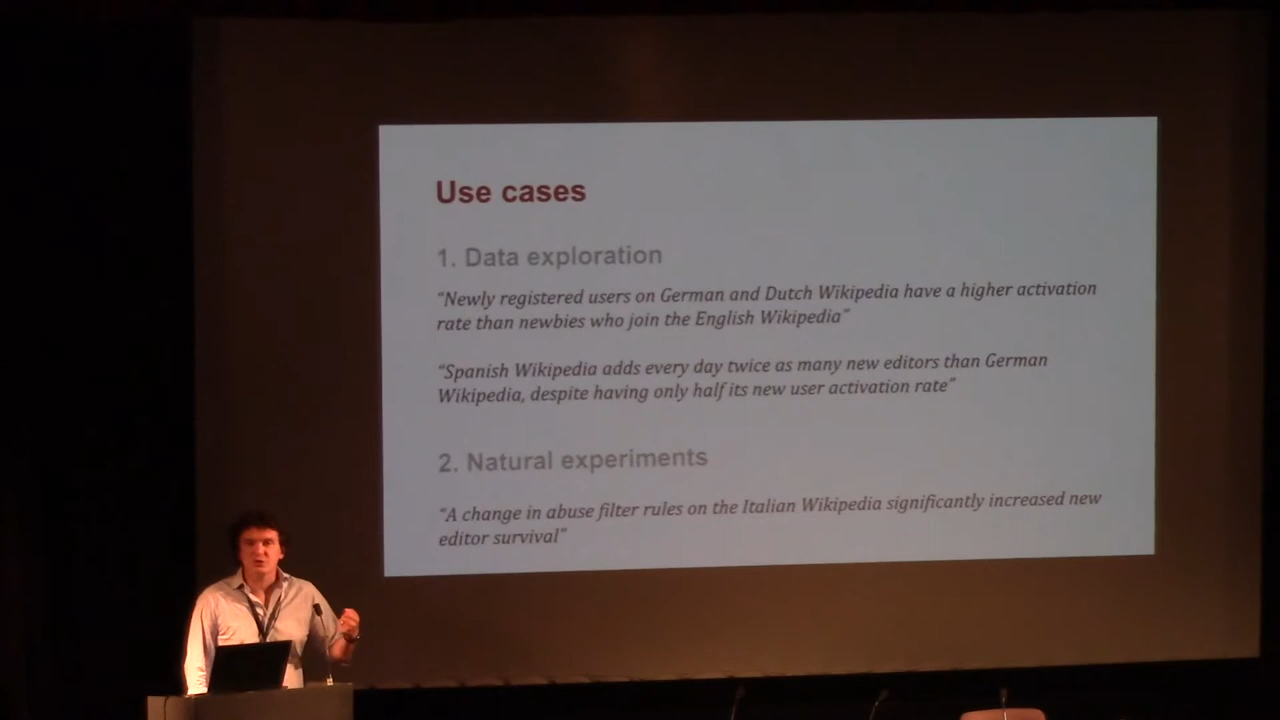 Use cases
1. Data exploration
“Newly registered users on German and Dutch Wikipedia have a higher activation
rate than newbies who join the English Wikipedia”
“Spanish Wikipedia adds every day twice as many new editors than German
Wikipedia, despite having only half its new user activation rate”
2. Natural experiments
“A change in abuse filter rules on the Italian Wikipedia significantly increased new
editor survival”